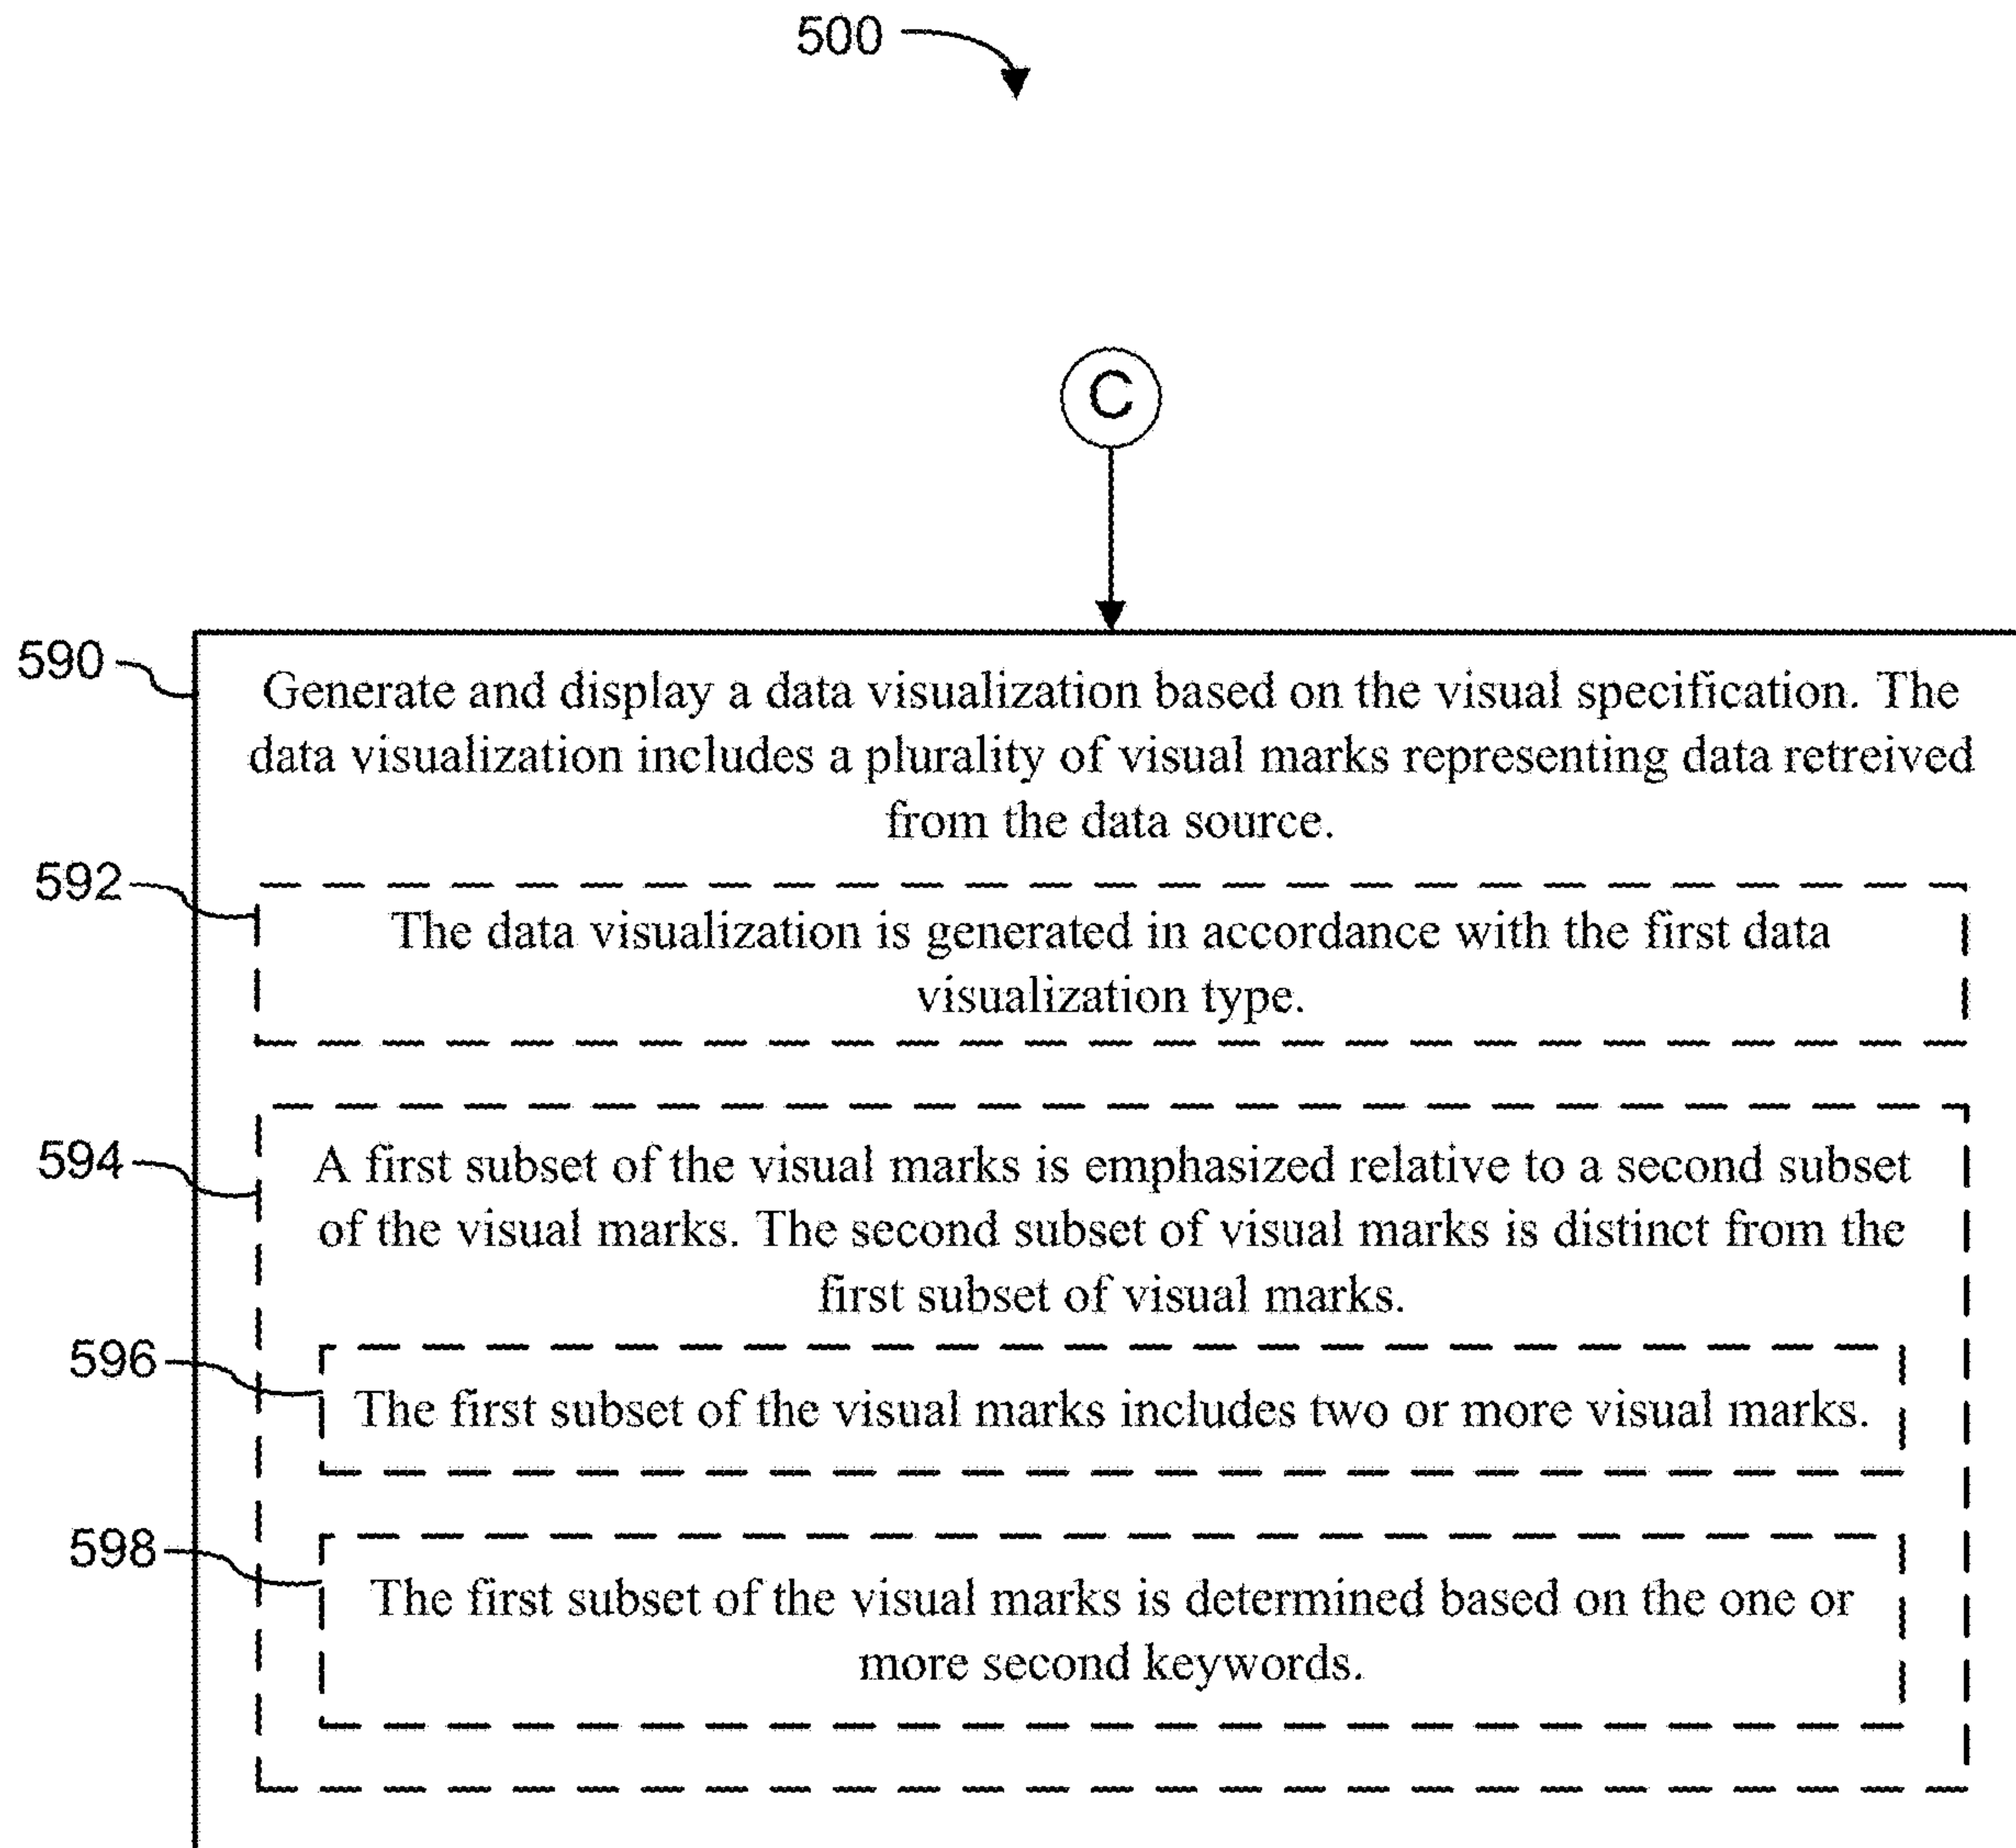 500
C
590
Generate and display a data visualization based on the visual specification. The
data visualization includes a plurality of visual marks representing data retreived
from the data source.
592
The data visualization is generated in accordance with the first data
visualization type.
594
A first subset of the visual marks is emphasized relative to a second subset
of the visual marks. The second subset of visual marks is distinct from the
first subset of visual marks.
596
The first subset of the visual marks includes two or more visual marks.
598
The first subset of the visual marks is determined based on the one or
more second keywords.